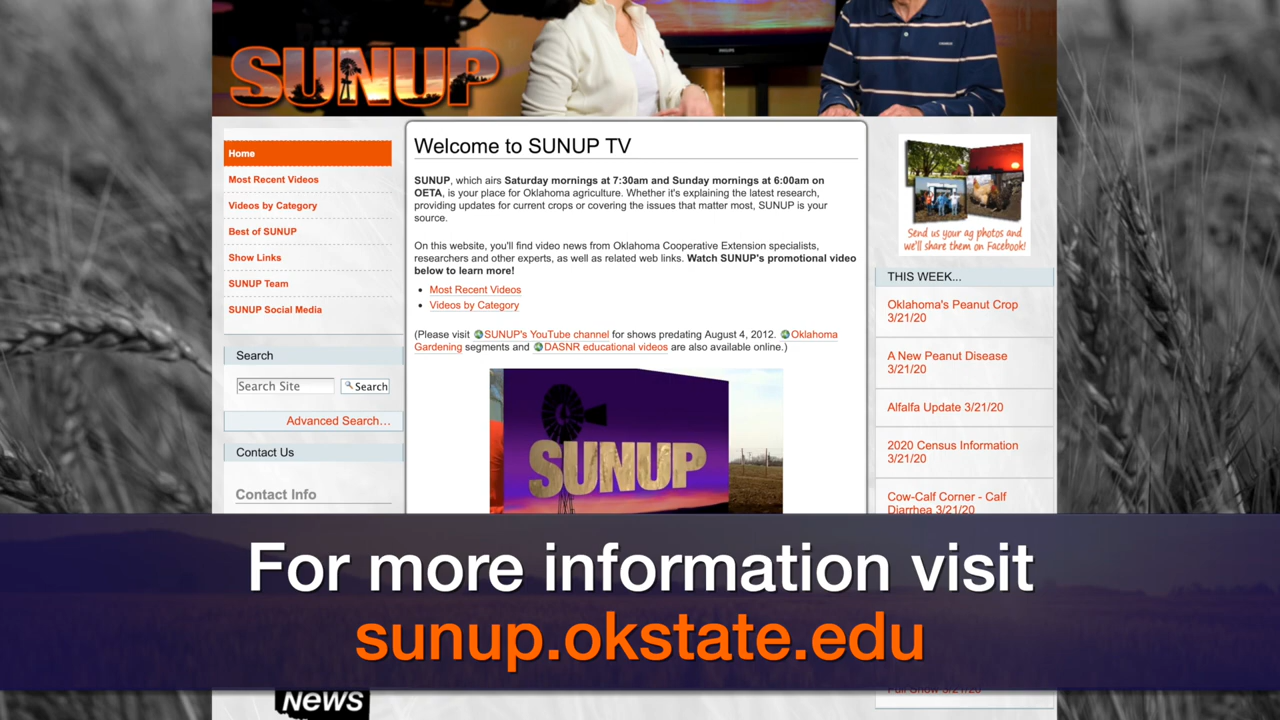 SUNUP
Home
Most Recent Videos
Videos by Category
Best of SUNUP
Show Links
SUNUP Team
SUNUP Social Media
Search
Search Site
Search
Advanced Search...
Contact Us
Contact Info
Welcome to SUNUP TV
SUNUP, which airs Saturday mornings at 7:30am and Sunday mornings at 6:00am on
OETA, is your place for Oklahoma agriculture. Whether it's explaining the latest research,
providing updates for current crops or covering the issues that matter most, SUNUP is your
source.
On this website, you'll find video news from Oklahoma Cooperative Extension specialists,
researchers and other experts, as well as related web links. Watch SUNUP's promotional video
below to learn more!
• Most Recent Videos
• Videos by Category
(Please visit SUNUP's YouTube channel for shows predating August 4, 2012. Oklahoma
Gardening segments and DASNR educational videos are also available online.)
SUNUP
Send us your ag photos and
we'll share them on Facebook!
THIS WEEK...
Oklahoma's Peanut Crop
3/21/20
A New Peanut Disease
3/21/20
Alfalfa Update 3/21/20
2020 Census Information
3/21/20
Cow-Calf Corner - Calf
Diarrhea 3/21/20
For more information visit
sunup.okstate.edu
Full Show 3/21/20
News